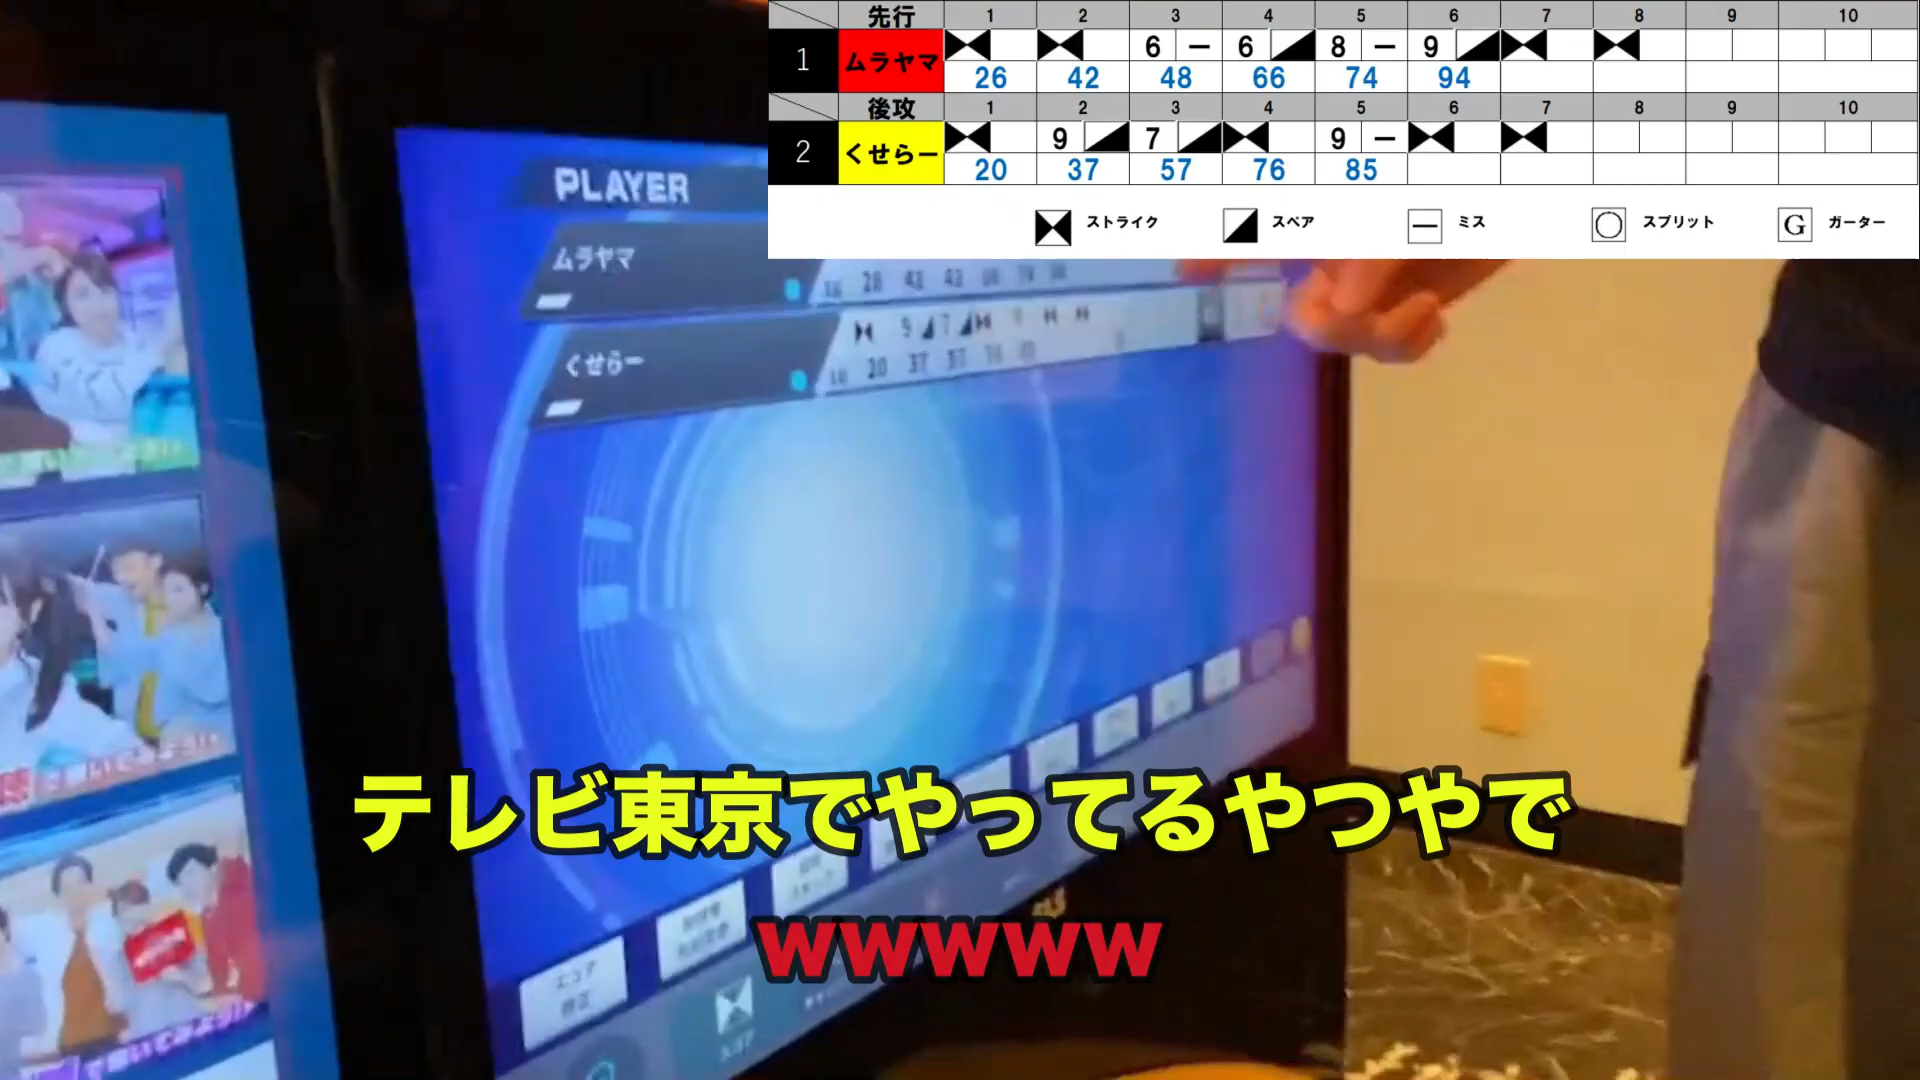 先行 1 2 3 4 5 6 7 8 9 10
1 ムラヤマ 6 － 6 8 － 9
26 42 48 66 74 94
後攻 1 2 3 4 5 6 7 8 9 10
2 くせらー 9 7 9 －
20 37 57 76 85
ストライク スペア ミス スプリット G ガーター
PLAYER
ムラヤマ
くせらー
9 7
20 37 57
テレビ東京でやってるやつやで
wwwww